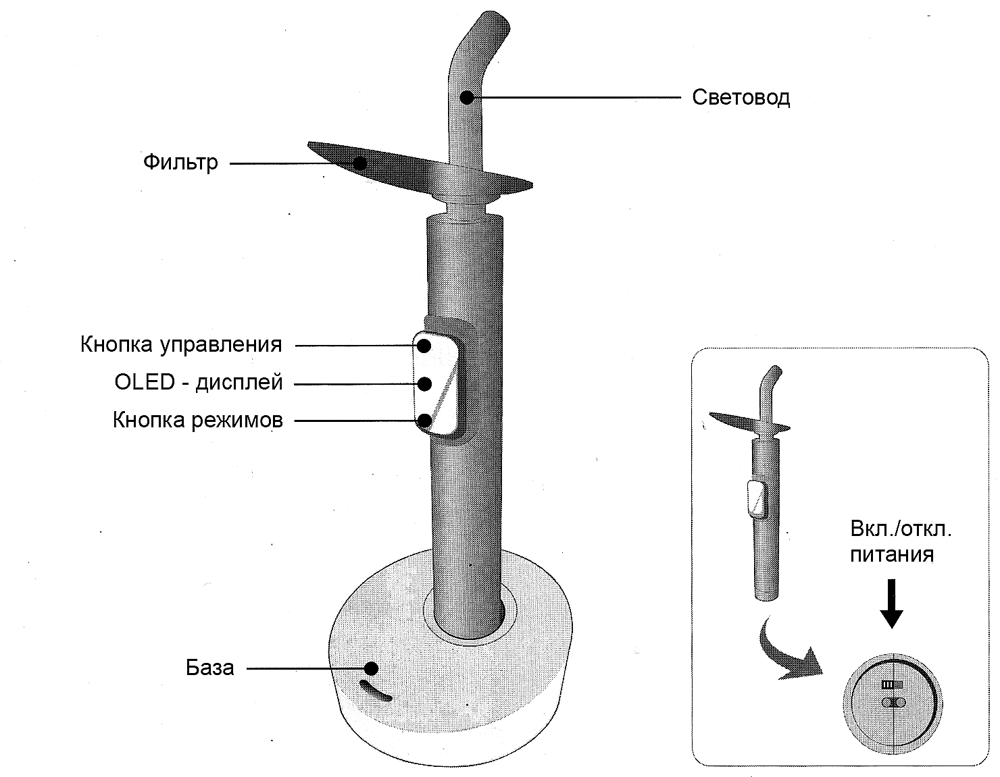 Световод
Фильтр
Кнопка управления
OLED - дисплей
Кнопка режимов
База
Вкл./откл.
питания